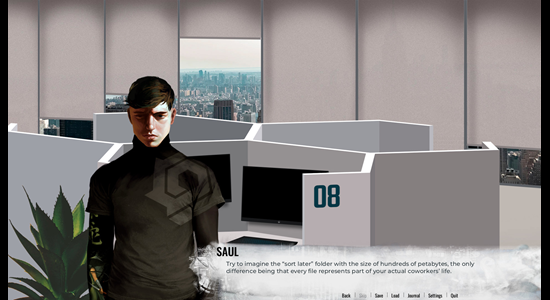 08
SAUL
Try to imagine the "sort later" folder with the size of hundreds of petabytes, the only
difference being that every file represents part of your actual coworkers' life.
Back Skip Save Load Journal Settings Quit